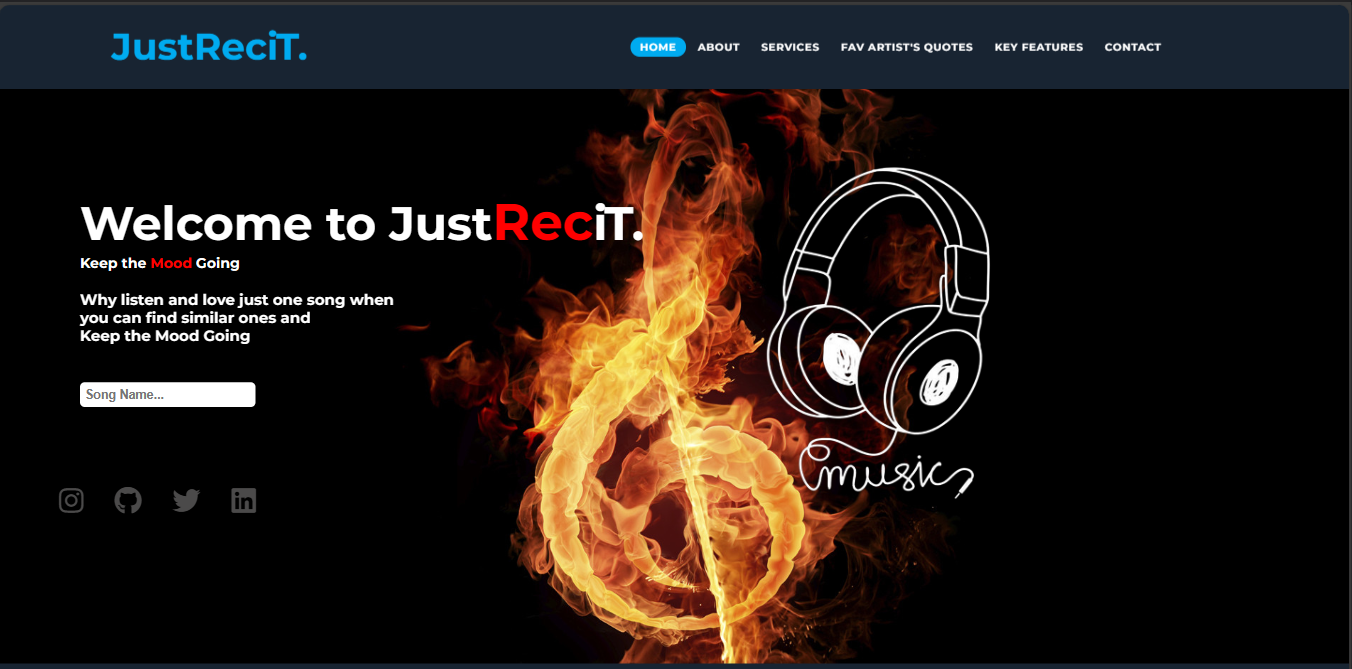 JustReciT.
HOME ABOUT SERVICES FAV ARTIST'S QUOTES KEY FEATURES CONTACT
Welcome to JustReciT.
Keep the Mood Going
Why listen and love just one song when
you can find similar ones and
Keep the Mood Going
Song Name...
music